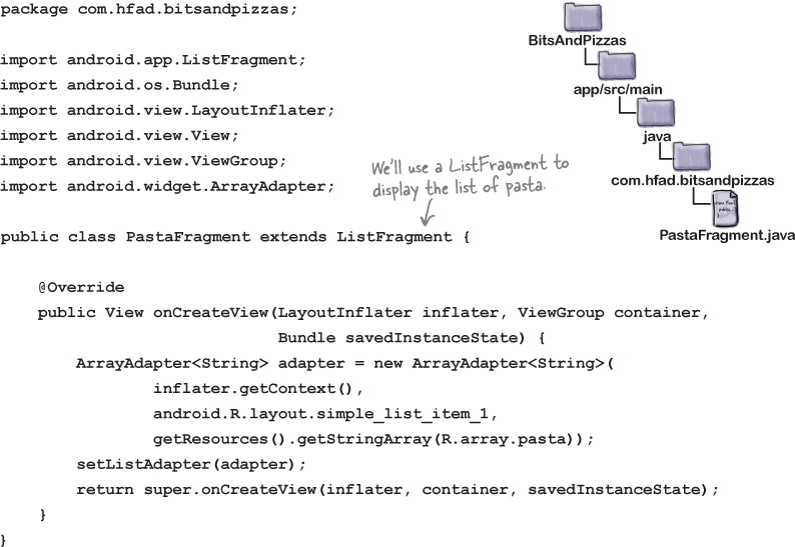 package com.hfad.bitsandpizzas;
import android.app.ListFragment;
import android.os.Bundle;
import android.view.LayoutInflater;
import android.view.View;
import android.view.ViewGroup;
import android.widget.ArrayAdapter;
We'll use a ListFragment to
display the list of pasta.
public class PastaFragment extends ListFragment {
@Override
public View onCreateView(LayoutInflater inflater, ViewGroup container,
Bundle savedInstanceState) {
ArrayAdapter<String> adapter = new ArrayAdapter<String>(
inflater.getContext(),
android.R.layout.simple_list_item_1,
getResources().getStringArray(R.array.pasta));
setListAdapter(adapter);
return super.onCreateView(inflater, container, savedInstanceState);
}
}
BitsAndPizzas
app/src/main
java
com.hfad.bitsandpizzas
PastaFragment.java